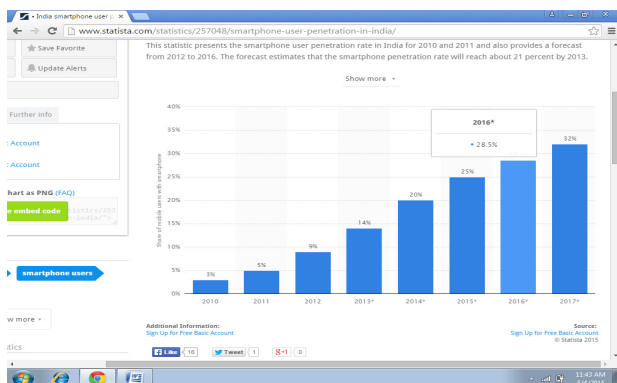 India smartphone user p
www.statista.com/statistics/257048/smartphone-user-penetration-in-india/
Save Favorite
Update Alerts
Further info
Account
Account
hart as PNG (FAQ)
e embed code
smartphone users
w more
tics
This statistic presents the smartphone user penetration rate in India for 2010 and 2011 and also provides a forecast
from 2012 to 2016. The forecast estimates that the smartphone penetration rate will reach about 21 percent by 2013.
Show more
Share of mobile users with smartphone
40%
35%
30%
25%
20%
15%
10%
5%
0%
3%
5%
9%
14%
20%
25%
2016*
28.5%
32%
2010
2011
2012
2013*
2014*
2015*
2016*
2017*
Additional Information:
Sign Up for Free Basic Account
Source:
Sign Up for Free Basic Account
© Statista 2015
Like 16
Tweet 1
g +1 0
11:43 AM